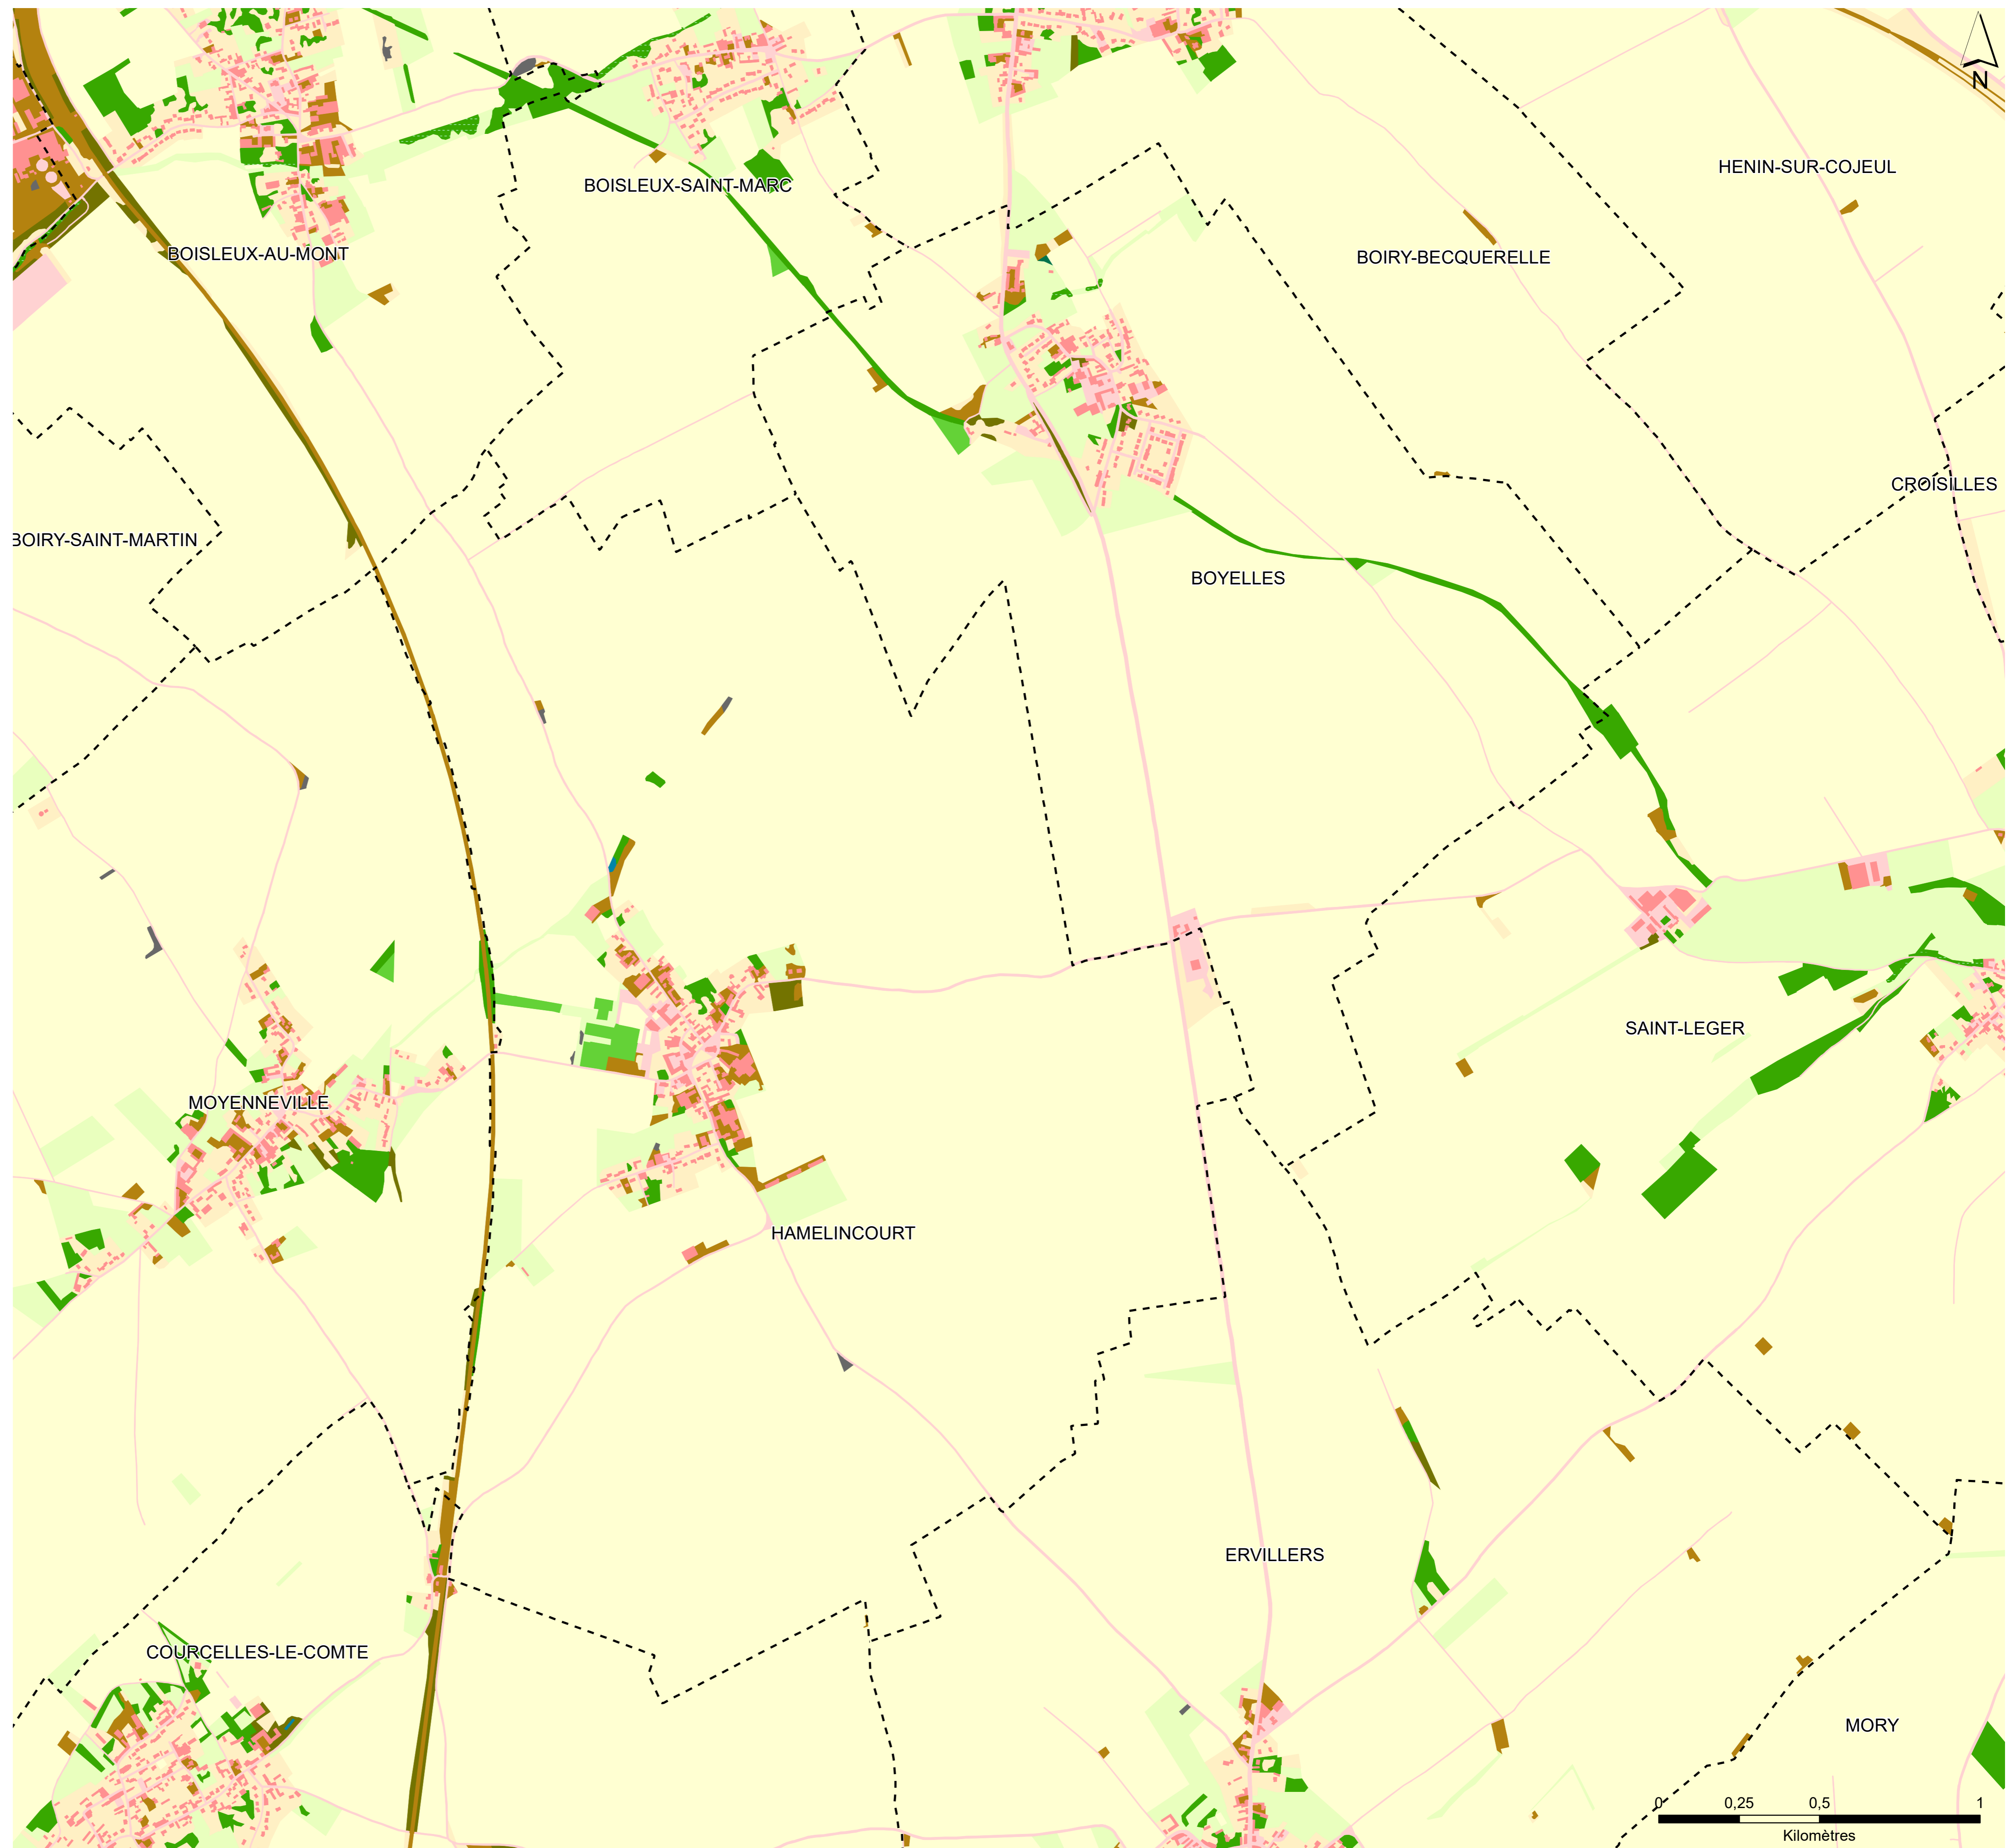 N
HENIN-SUR-COJEUL
BOISLEUX-SAINT-MARC
BOISLEUX-AU-MONT
BOIRY-BECQUERELLE
CROISILLES
BOIRY-SAINT-MARTIN
BOYELLES
SAINT-LEGER
MOYENNEVILLE
HAMELINCOURT
ERVILLERS
COURCELLES-LE-COMTE
MORY
0 0,25 0,5 1
Kilomètres